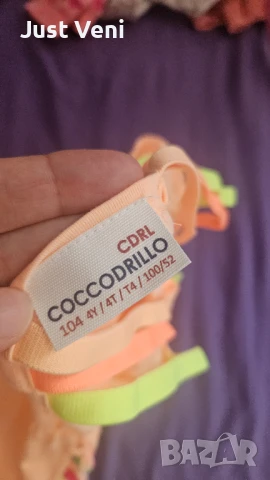 Just Veni
CDRL
COCCODRILLO
104 4Y / 4T / T4 / 100/52
BAZAR